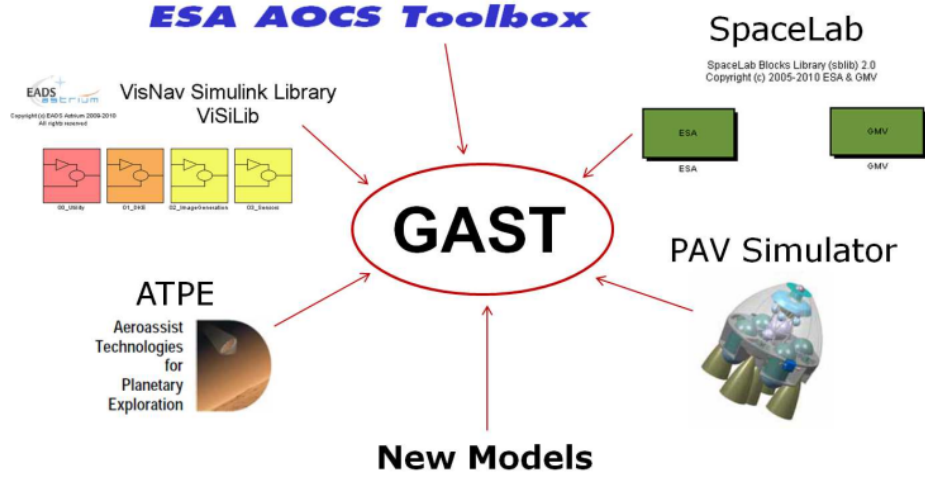 ESA AOCS Toolbox
SpaceLab
SpaceLab Blocks Library (sblib) 2.0
Copyright (c) 2005-2010 ESA & GMV
EADS
astrium
Copyright (c) EADS Astrium 2009-2010
All rights reserved
VisNav Simulink Library
ViSiLib
ESA
ESA
GMV
GMV
00_Utility
01_DKE
02_ImageGeneration
03_Sensor
GAST
PAV Simulator
ATPE
Aeroassist
Technologies
for
Planetary
Exploration
New Models